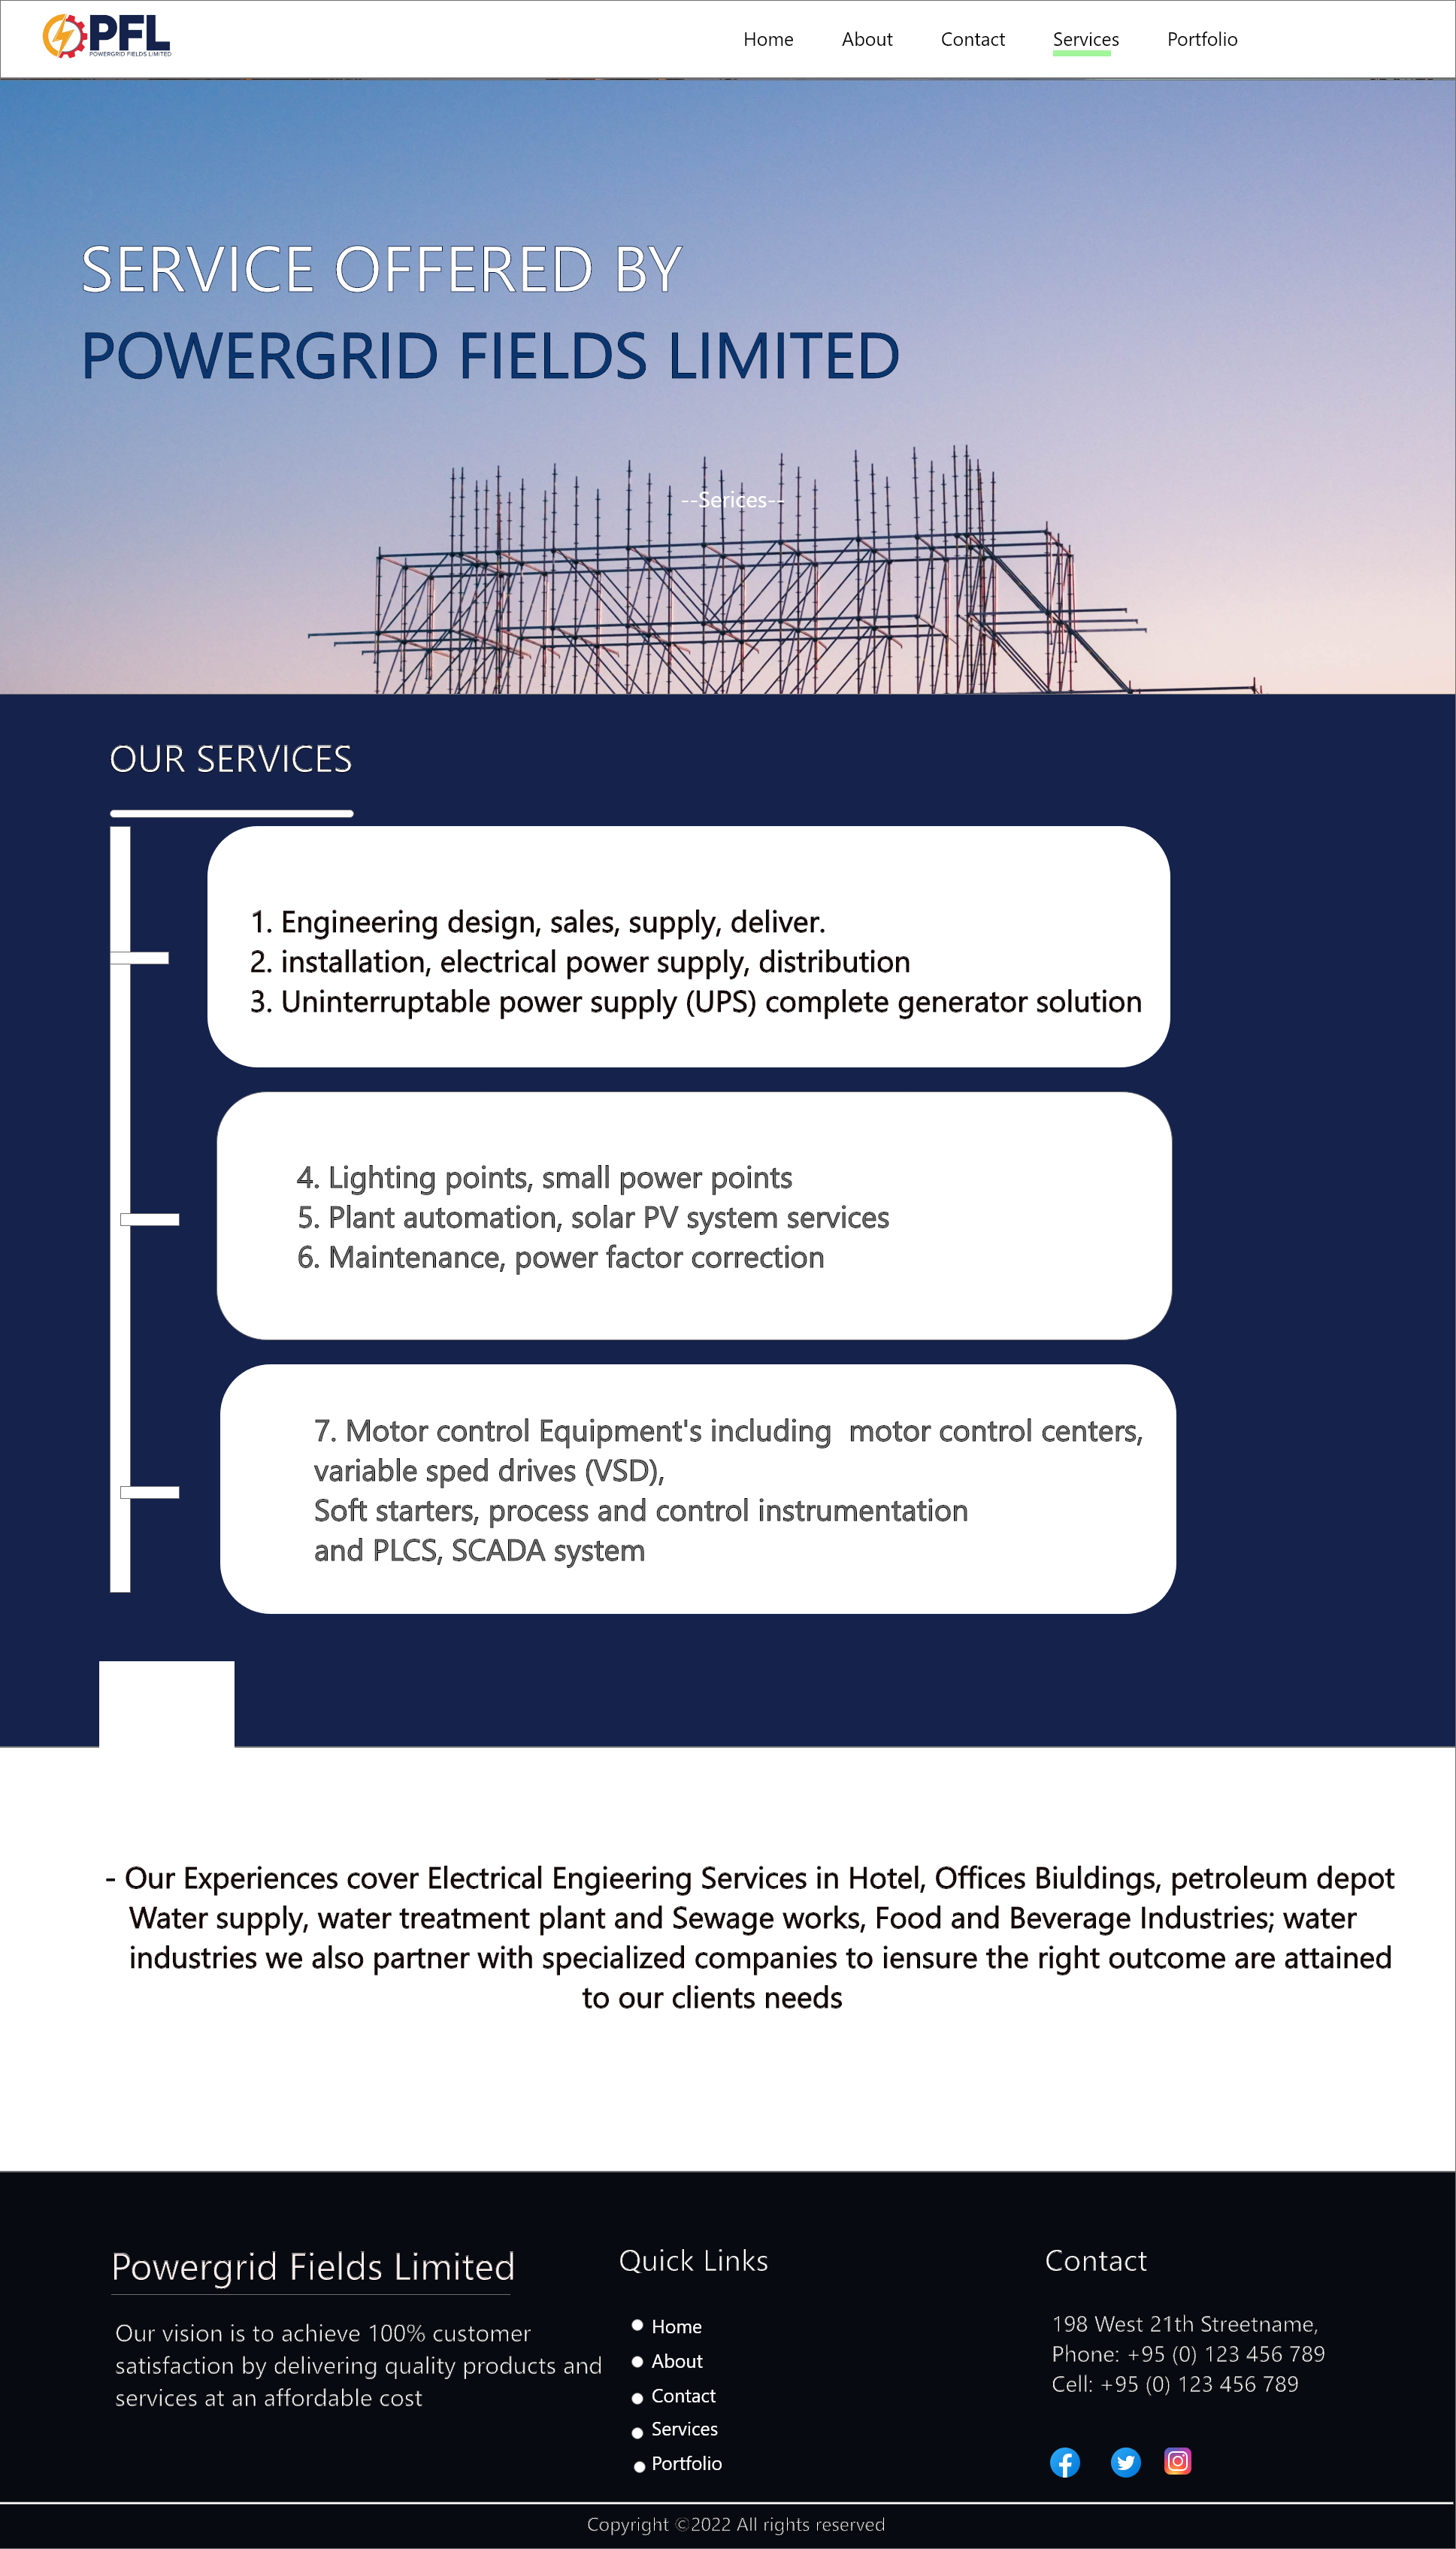 PFL
POWERGRID FIELDS LIMITED
Home About Contact Services Portfolio
SERVICE OFFERED BY
POWERGRID FIELDS LIMITED
--Serices--
OUR SERVICES
1. Engineering design, sales, supply, deliver.
2. installation, electrical power supply, distribution
3. Uninterruptable power supply (UPS) complete generator solution
4. Lighting points, small power points
5. Plant automation, solar PV system services
6. Maintenance, power factor correction
7. Motor control Equipment's including  motor control centers,
variable sped drives (VSD),
Soft starters, process and control instrumentation
and PLCS, SCADA system
- Our Experiences cover Electrical Engieering Services in Hotel, Offices Biuldings, petroleum depot
Water supply, water treatment plant and Sewage works, Food and Beverage Industries; water
industries we also partner with specialized companies to iensure the right outcome are attained
to our clients needs
Powergrid Fields Limited
Our vision is to achieve 100% customer
satisfaction by delivering quality products and
services at an affordable cost
Quick Links
Home
About
Contact
Services
Portfolio
Contact
198 West 21th Streetname,
Phone: +95 (0) 123 456 789
Cell: +95 (0) 123 456 789
Copyright ©2022 All rights reserved